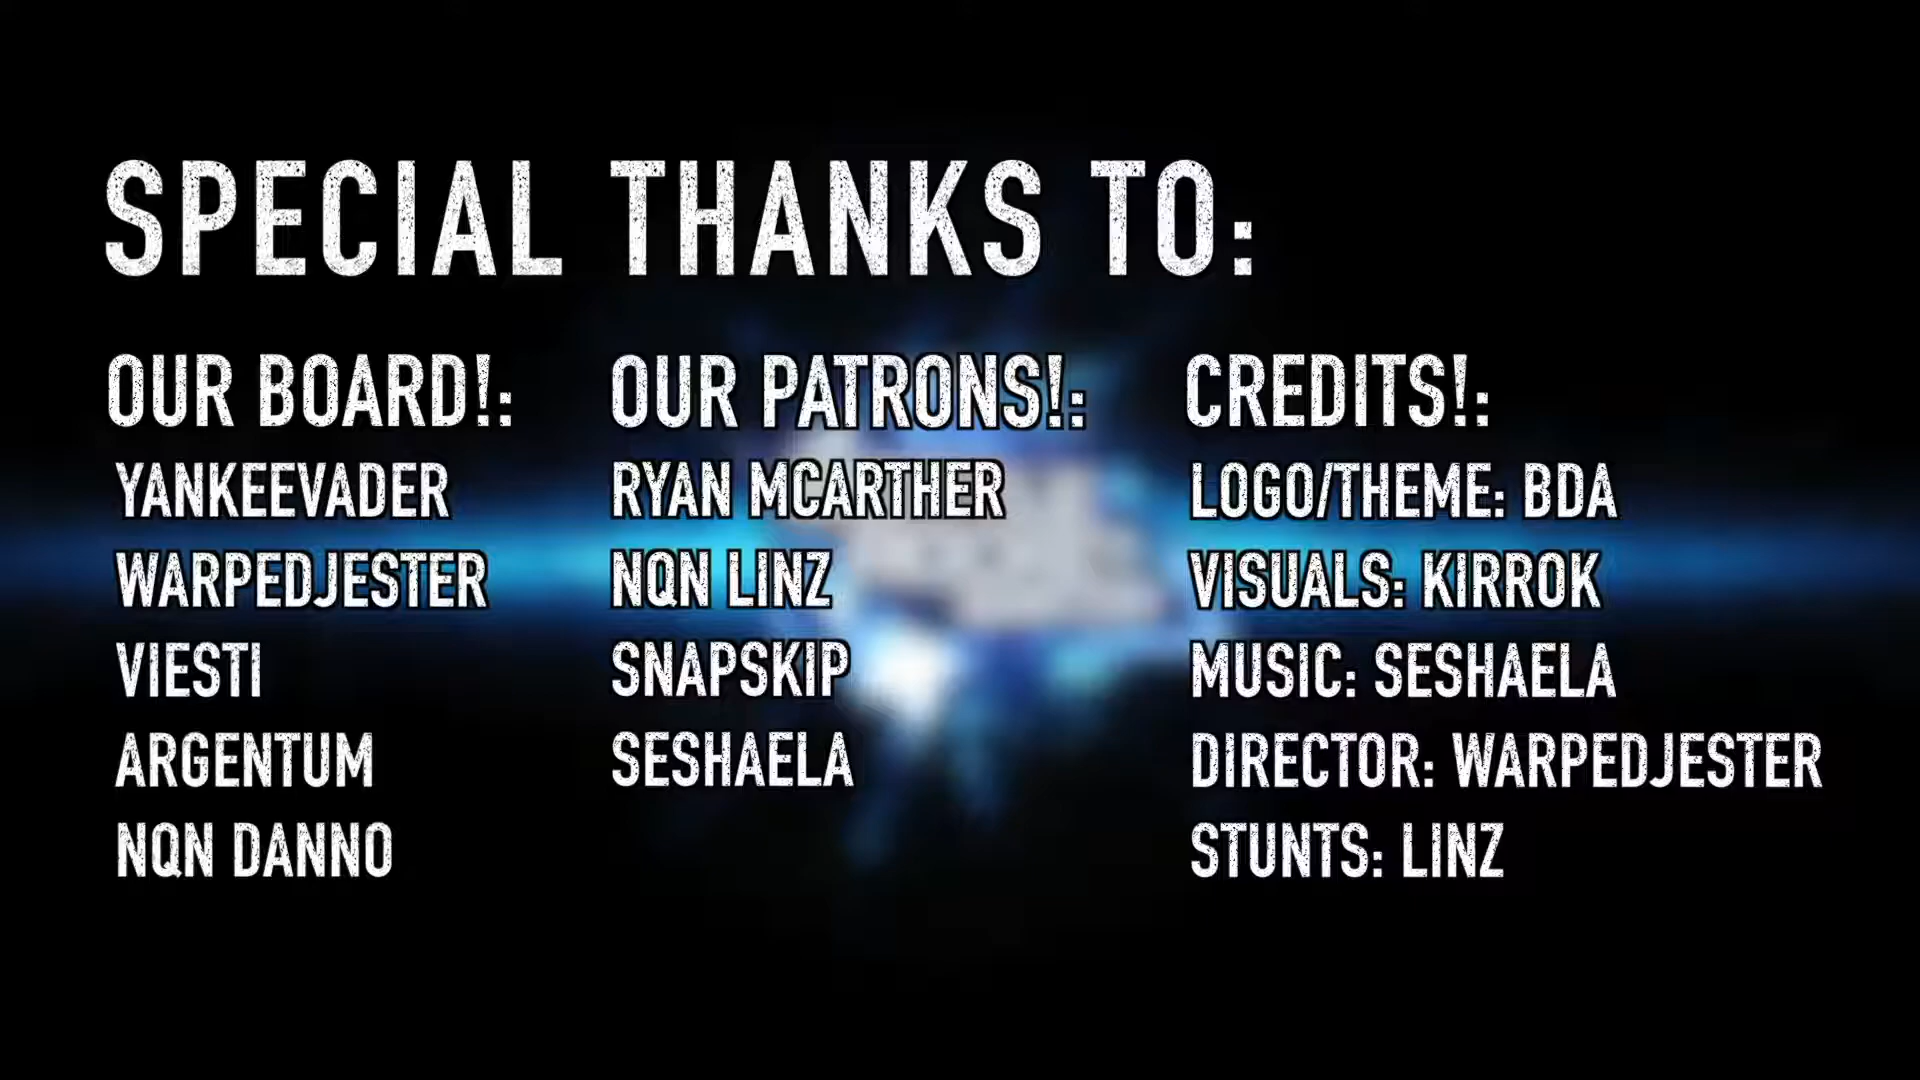 SPECIAL THANKS TO:
OUR BOARD!:
YANKEEVADER
WARPEDJESTER
VIESTI
ARGENTUM
NQN DANNO
OUR PATRONS!:
RYAN MCARTHER
NQN LINZ
SNAPSKIP
SESHAELA
CREDITS!:
LOGO/THEME: BDA
VISUALS: KIRROK
MUSIC: SESHAELA
DIRECTOR: WARPEDJESTER
STUNTS: LINZ